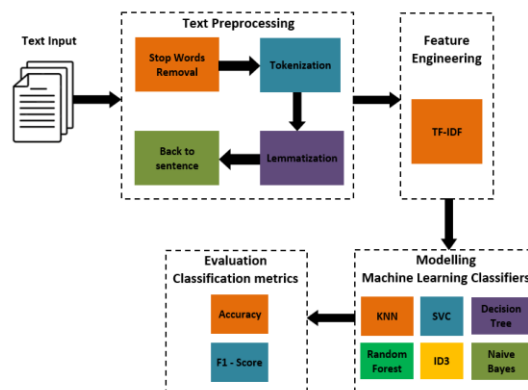 Text Input
Text Preprocessing
Stop Words
Removal
Tokenization
Back to
sentence
Lemmatization
Feature
Engineering
TF-IDF
Evaluation
Classification metrics
Accuracy
F1 - Score
Modelling
Machine Learning Classifiers
KNN
SVC
Decision
Tree
Random
Forest
ID3
Naive
Bayes